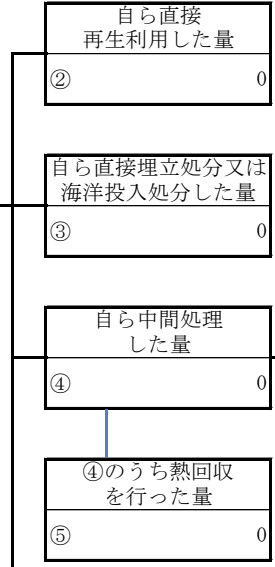 自ら直接
再生利用した量
② 0
自ら直接埋立処分又は
海洋投入処分した量
③ 0
自ら中間処理
した量
④ 0
④のうち熱回収
を行った量
⑤ 0